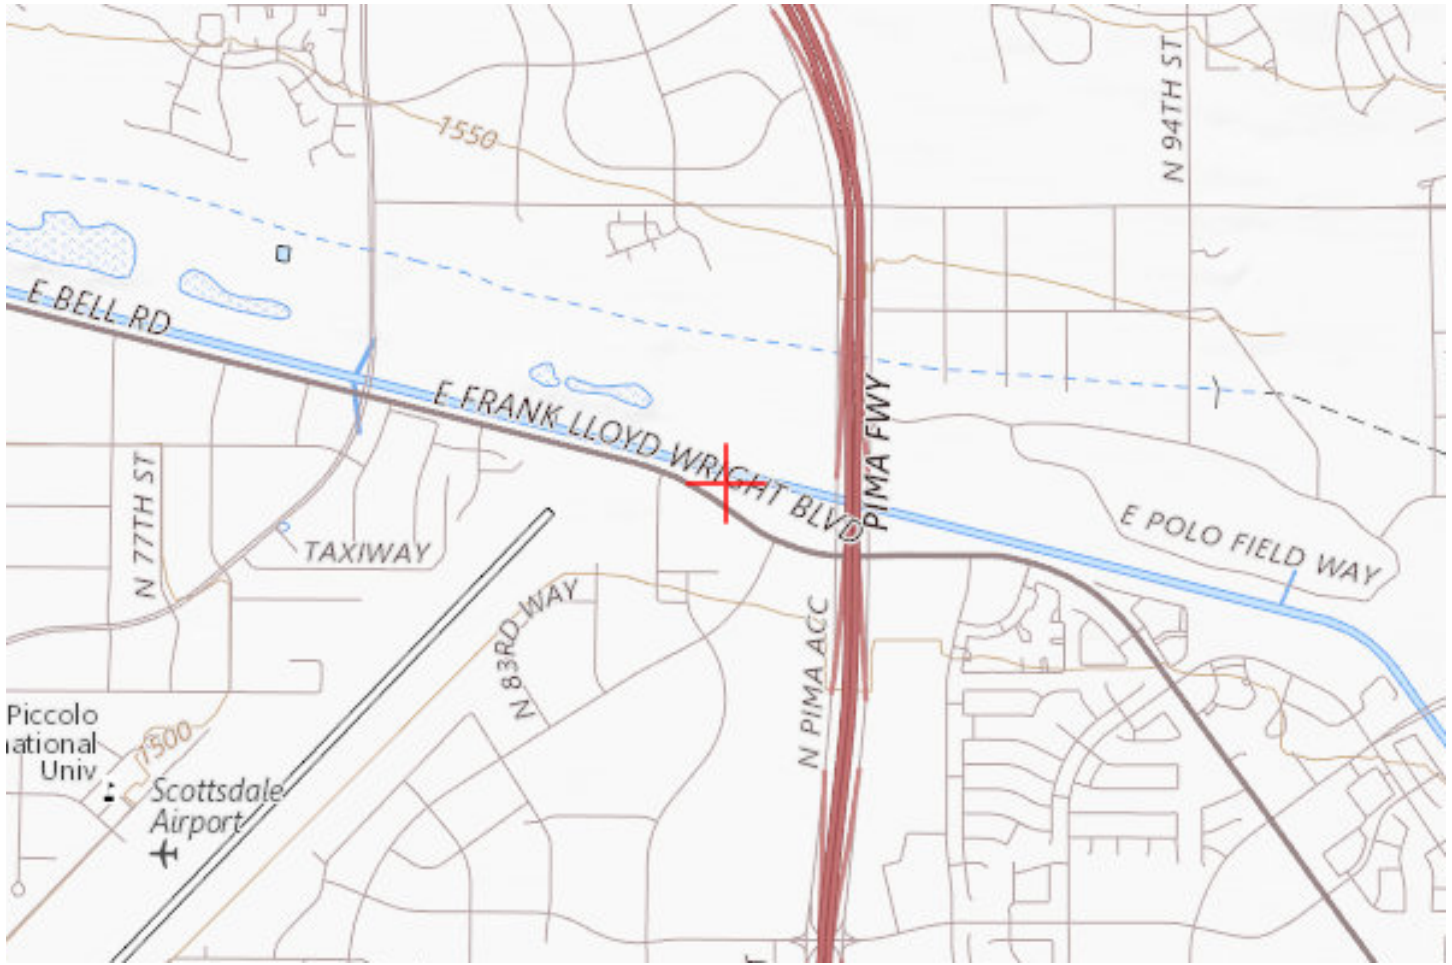 N 94TH ST
1550
E BELL RD
E FRANK LLOYD WRIGHT BLVD
PIMA FWY
N 77TH ST
TAXIWAY
E POLO FIELD WAY
N 83RD WAY
N PIMA ACC
Piccolo
national
Univ
1500
Scottsdale
Airport